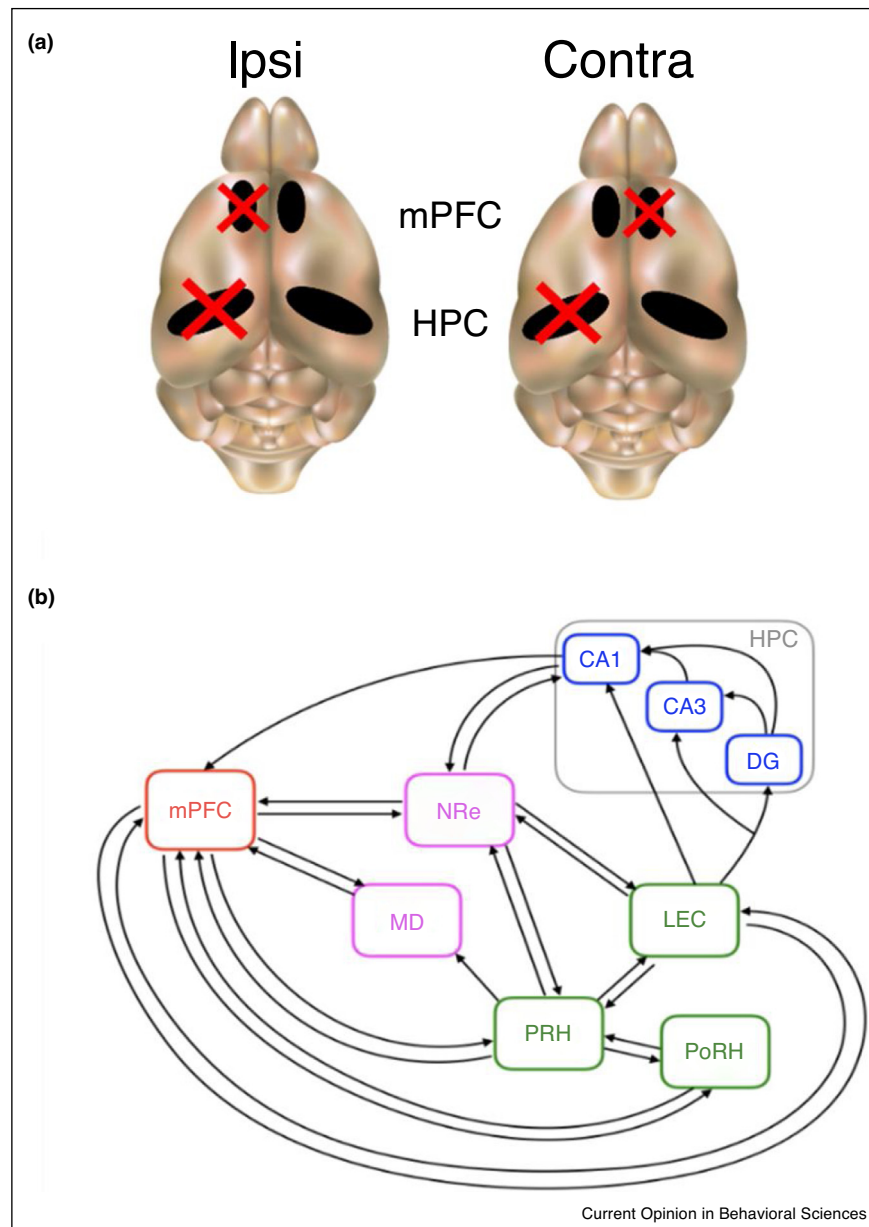 (a)
Ipsi Contra
mPFC
HPC
(b)
HPC
CA1
CA3
DG
mPFC NRe
MD LEC
PRH PoRH
Current Opinion in Behavioral Sciences